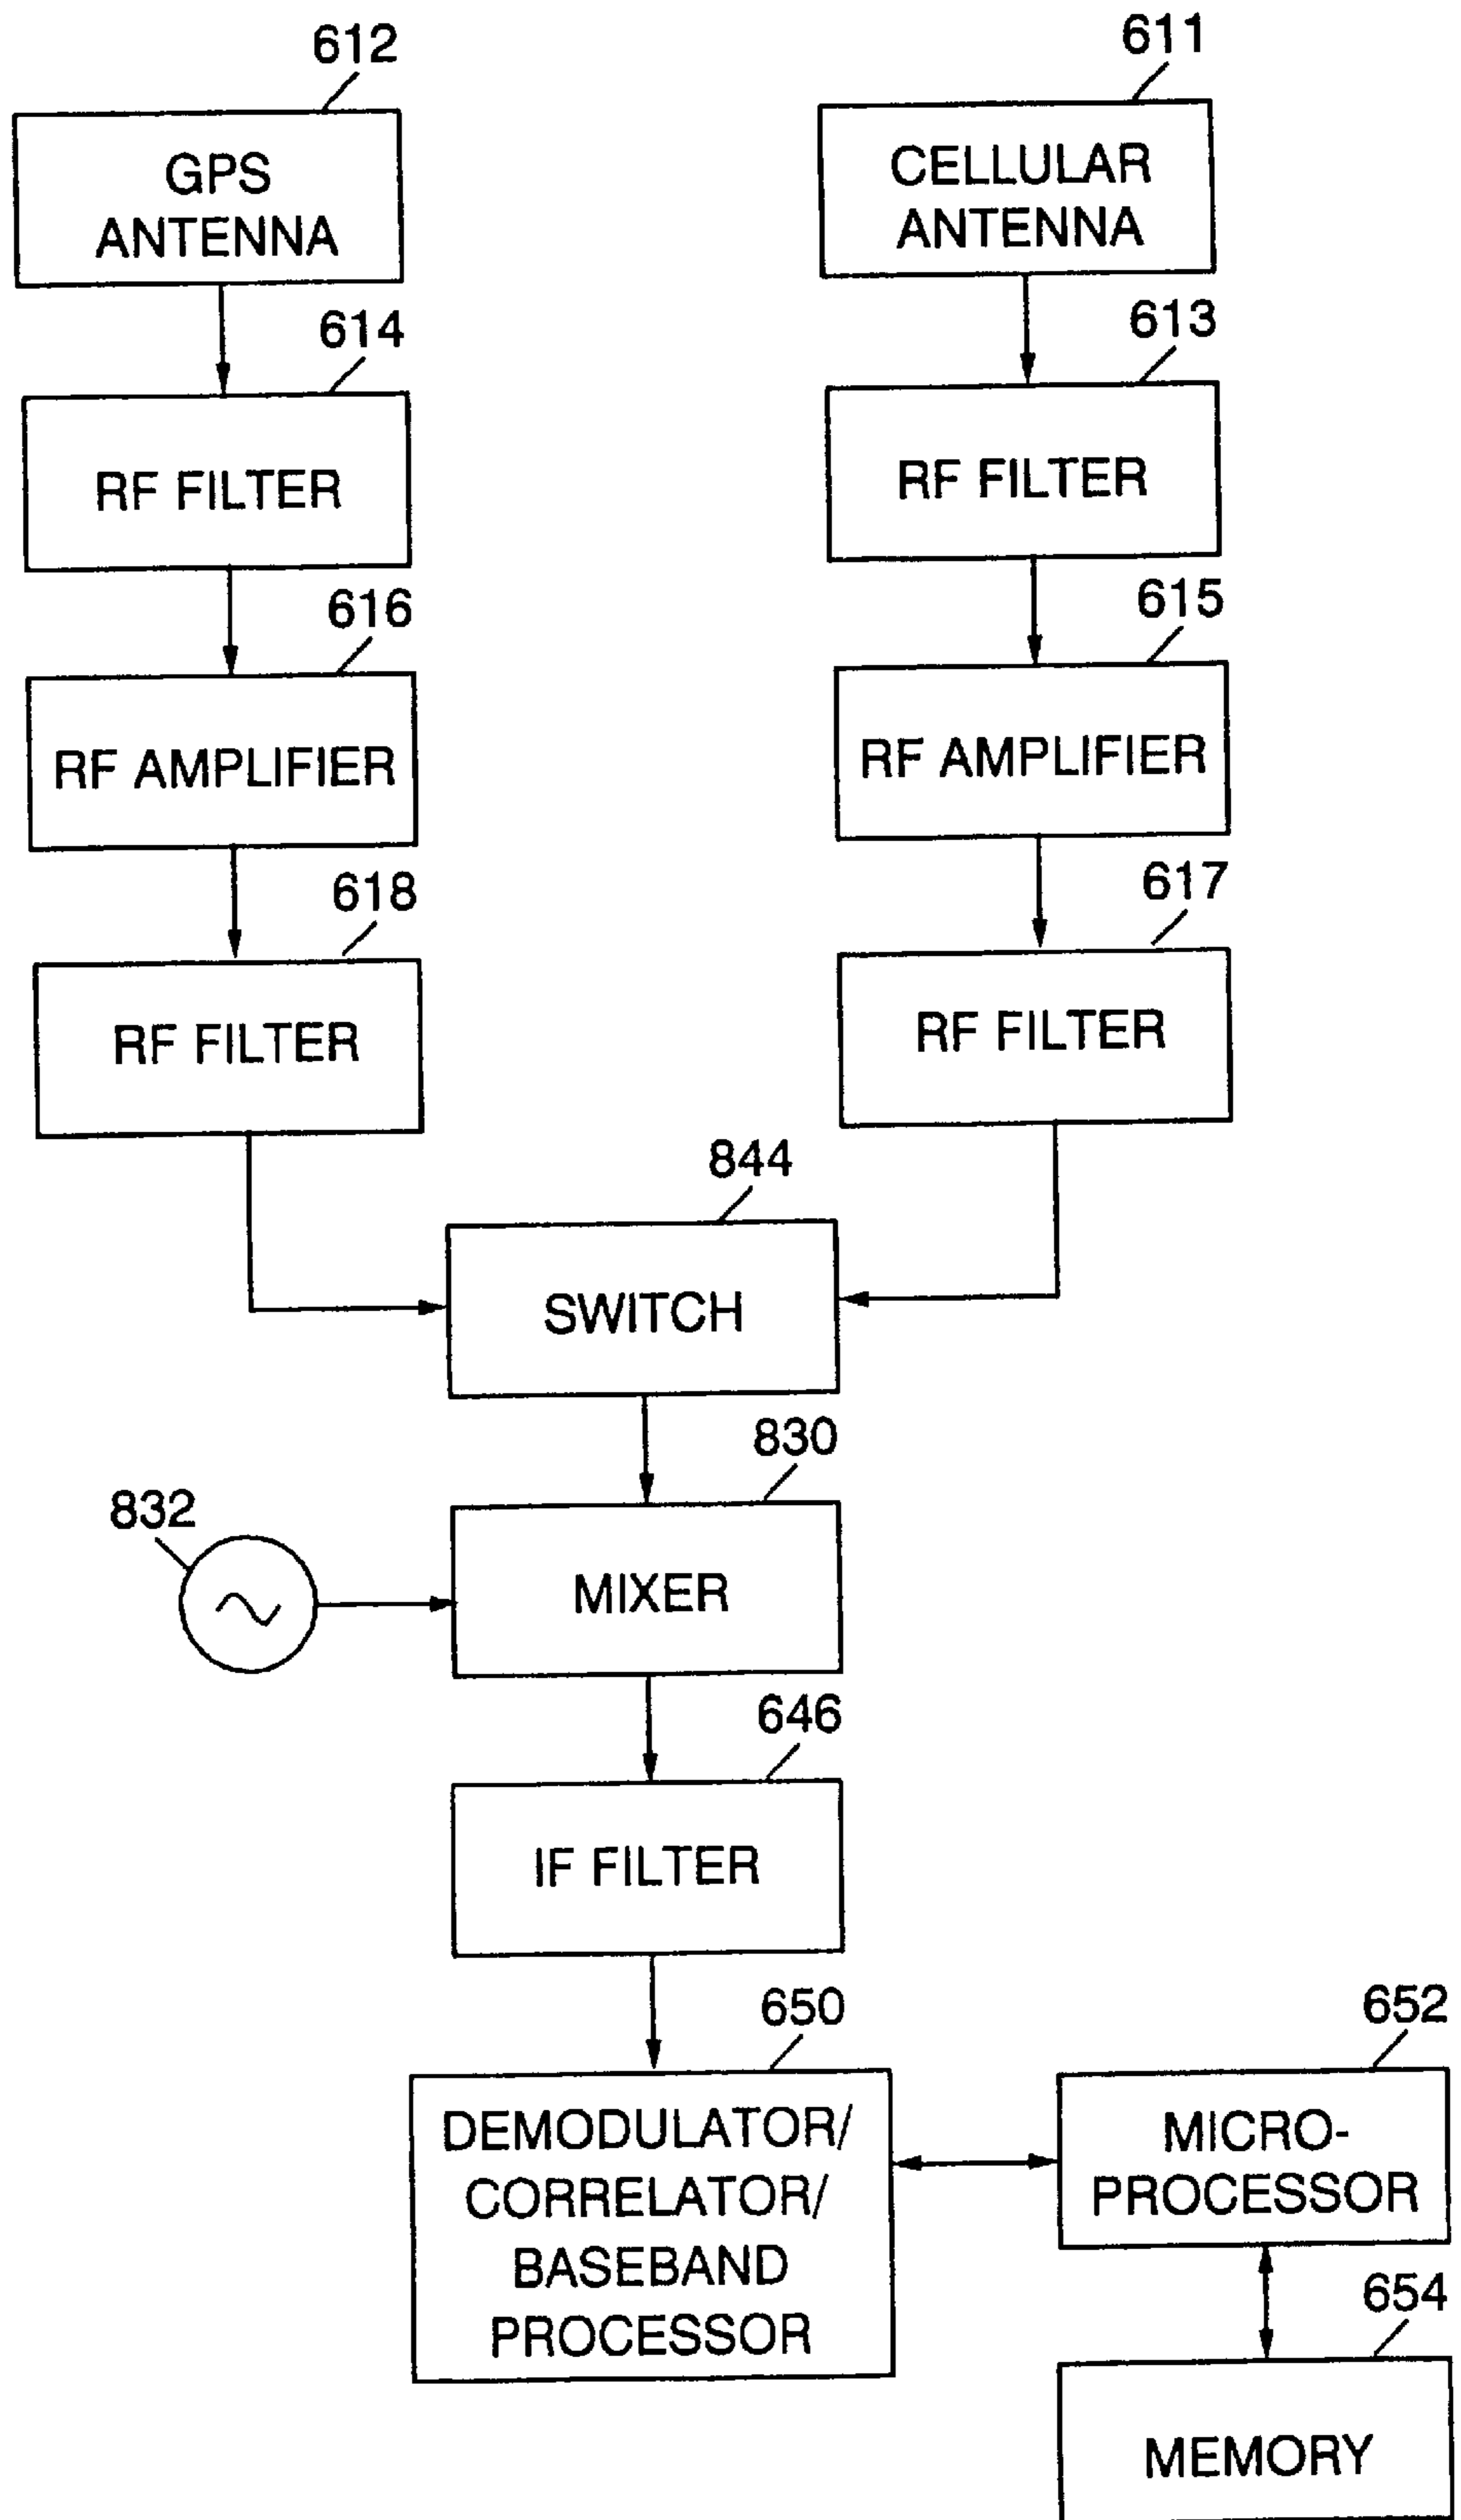 612
611
GPS
ANTENNA
CELLULAR
ANTENNA
614
613
RF FILTER
RF FILTER
616
615
RF AMPLIFIER
RF AMPLIFIER
618
617
RF FILTER
RF FILTER
844
SWITCH
830
832
MIXER
646
IF FILTER
650
652
DEMODULATOR/
CORRELATOR/
BASEBAND
PROCESSOR
MICRO-
PROCESSOR
654
MEMORY